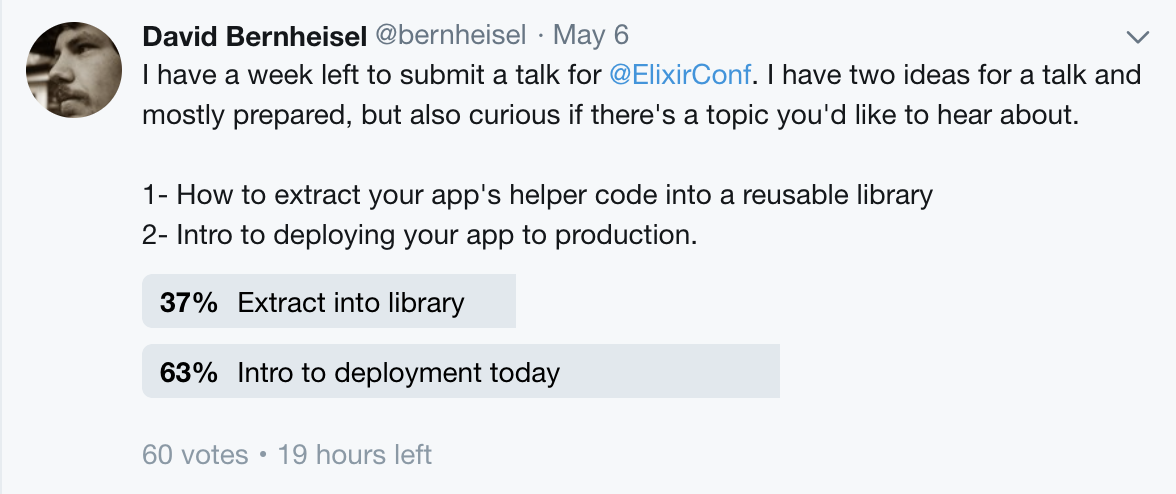 David Bernheisel @bernheisel · May 6
I have a week left to submit a talk for @ElixirConf. I have two ideas for a talk and
mostly prepared, but also curious if there's a topic you'd like to hear about.
1- How to extract your app's helper code into a reusable library
2- Intro to deploying your app to production.
37% Extract into library
63% Intro to deployment today
60 votes • 19 hours left